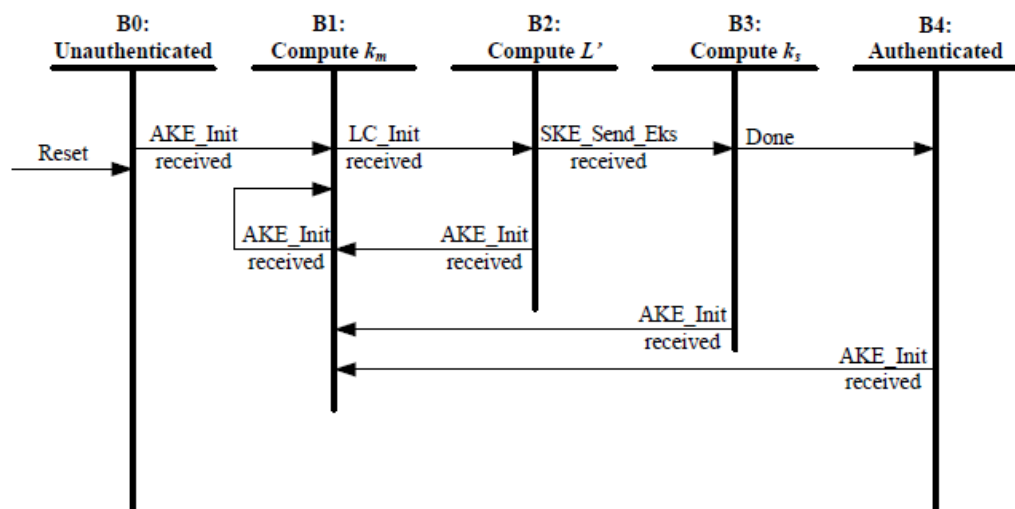 B0:
Unauthenticated
B1:
Compute km
B2:
Compute L’
B3:
Compute ks
B4:
Authenticated
Reset
AKE_Init
received
LC_Init
received
SKE_Send_Eks
received
Done
AKE_Init
received
AKE_Init
received
AKE_Init
received
AKE_Init
received